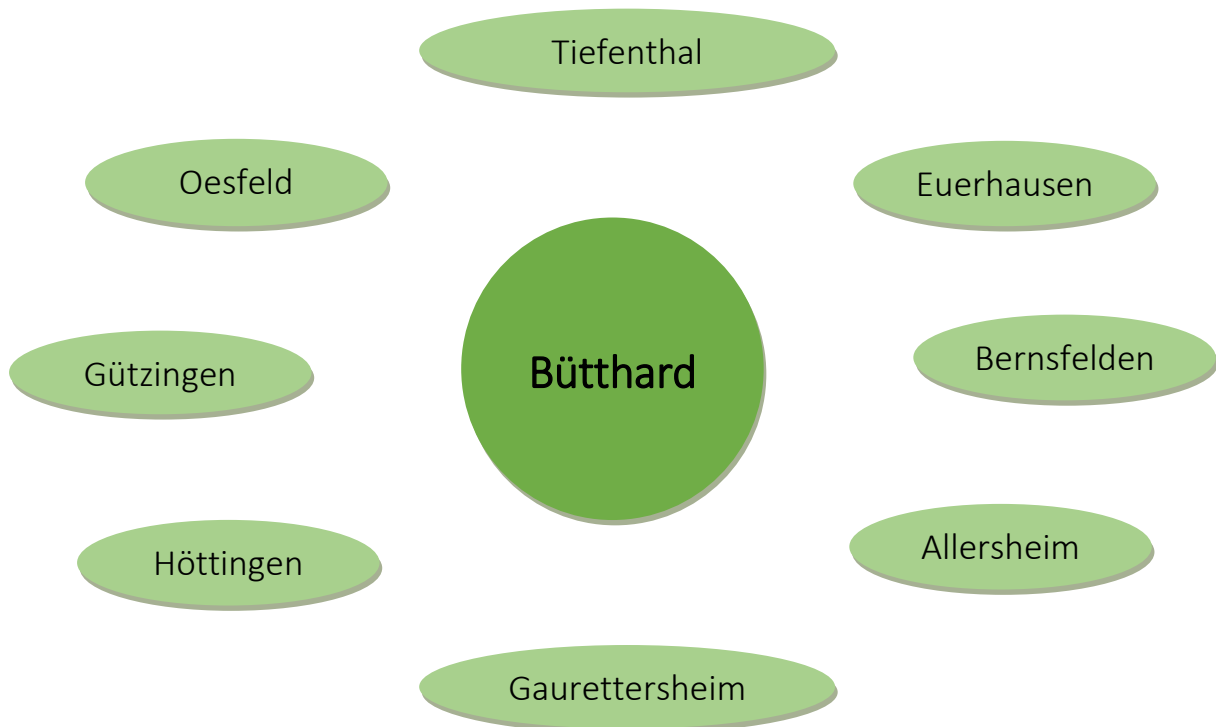 Tiefenthal
Oesfeld
Euerhausen
Gützingen
Bütthard
Bernsfelden
Höttingen
Allersheim
Gaurettersheim